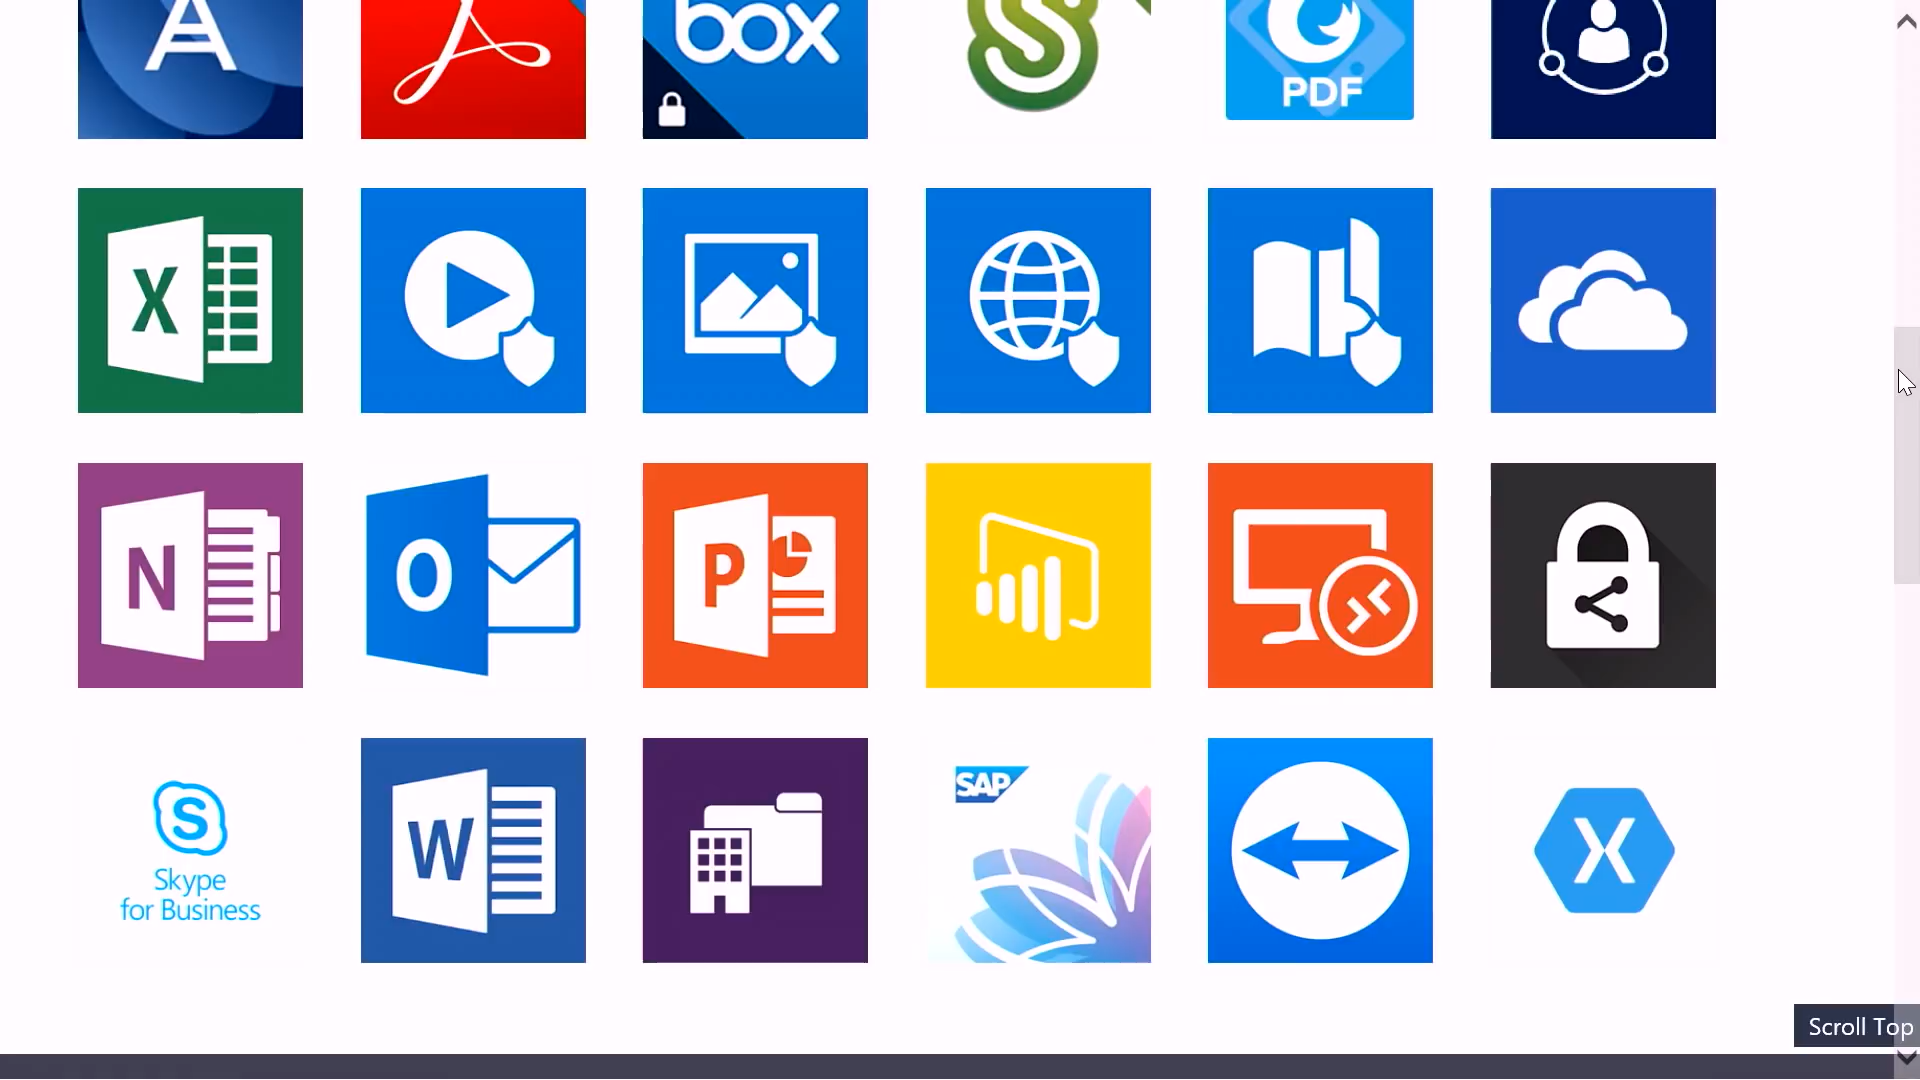 box
PDF
X
N
O
P
Skype
for Business
W
SAP
X
Scroll Top